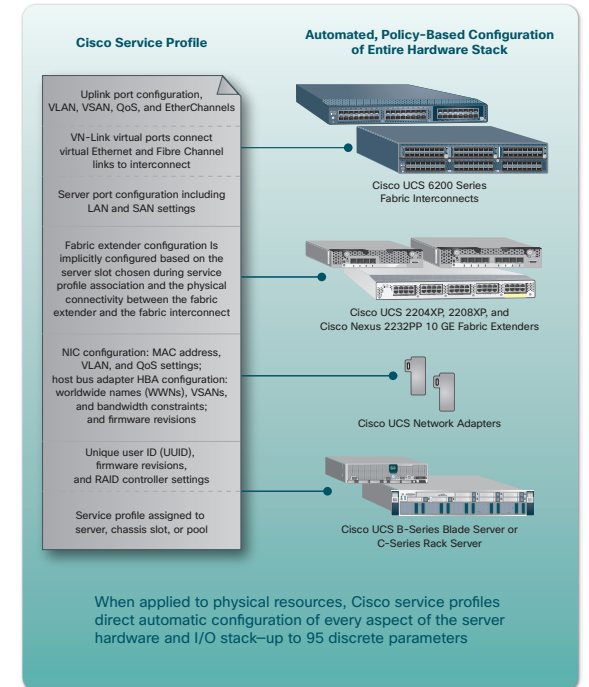 Cisco Service Profile
Automated, Policy-Based Configuration
of Entire Hardware Stack
Uplink port configuration,
VLAN, VSAN, QoS, and EtherChannels
VN-Link virtual ports connect
virtual Ethernet and Fibre Channel
links to interconnect
Server port configuration including
LAN and SAN settings
Fabric extender configuration Is
implicitly configured based on the
server slot chosen during service
profile association and the physical
connectivity between the fabric
extender and the fabric interconnect
NIC configuration: MAC address,
VLAN, and QoS settings;
host bus adapter HBA configuration:
worldwide names (WWNs), VSANs,
and bandwidth constraints;
and firmware revisions
Unique user ID (UUID),
firmware revisions,
and RAID controller settings
Service profile assigned to
server, chassis slot, or pool
Cisco UCS 6200 Series
Fabric Interconnects
Cisco UCS 2204XP, 2208XP, and
Cisco Nexus 2232PP 10 GE Fabric Extenders
Cisco UCS Network Adapters
Cisco UCS B-Series Blade Server or
C-Series Rack Server
When applied to physical resources, Cisco service profiles
direct automatic configuration of every aspect of the server
hardware and I/O stack—up to 95 discrete parameters